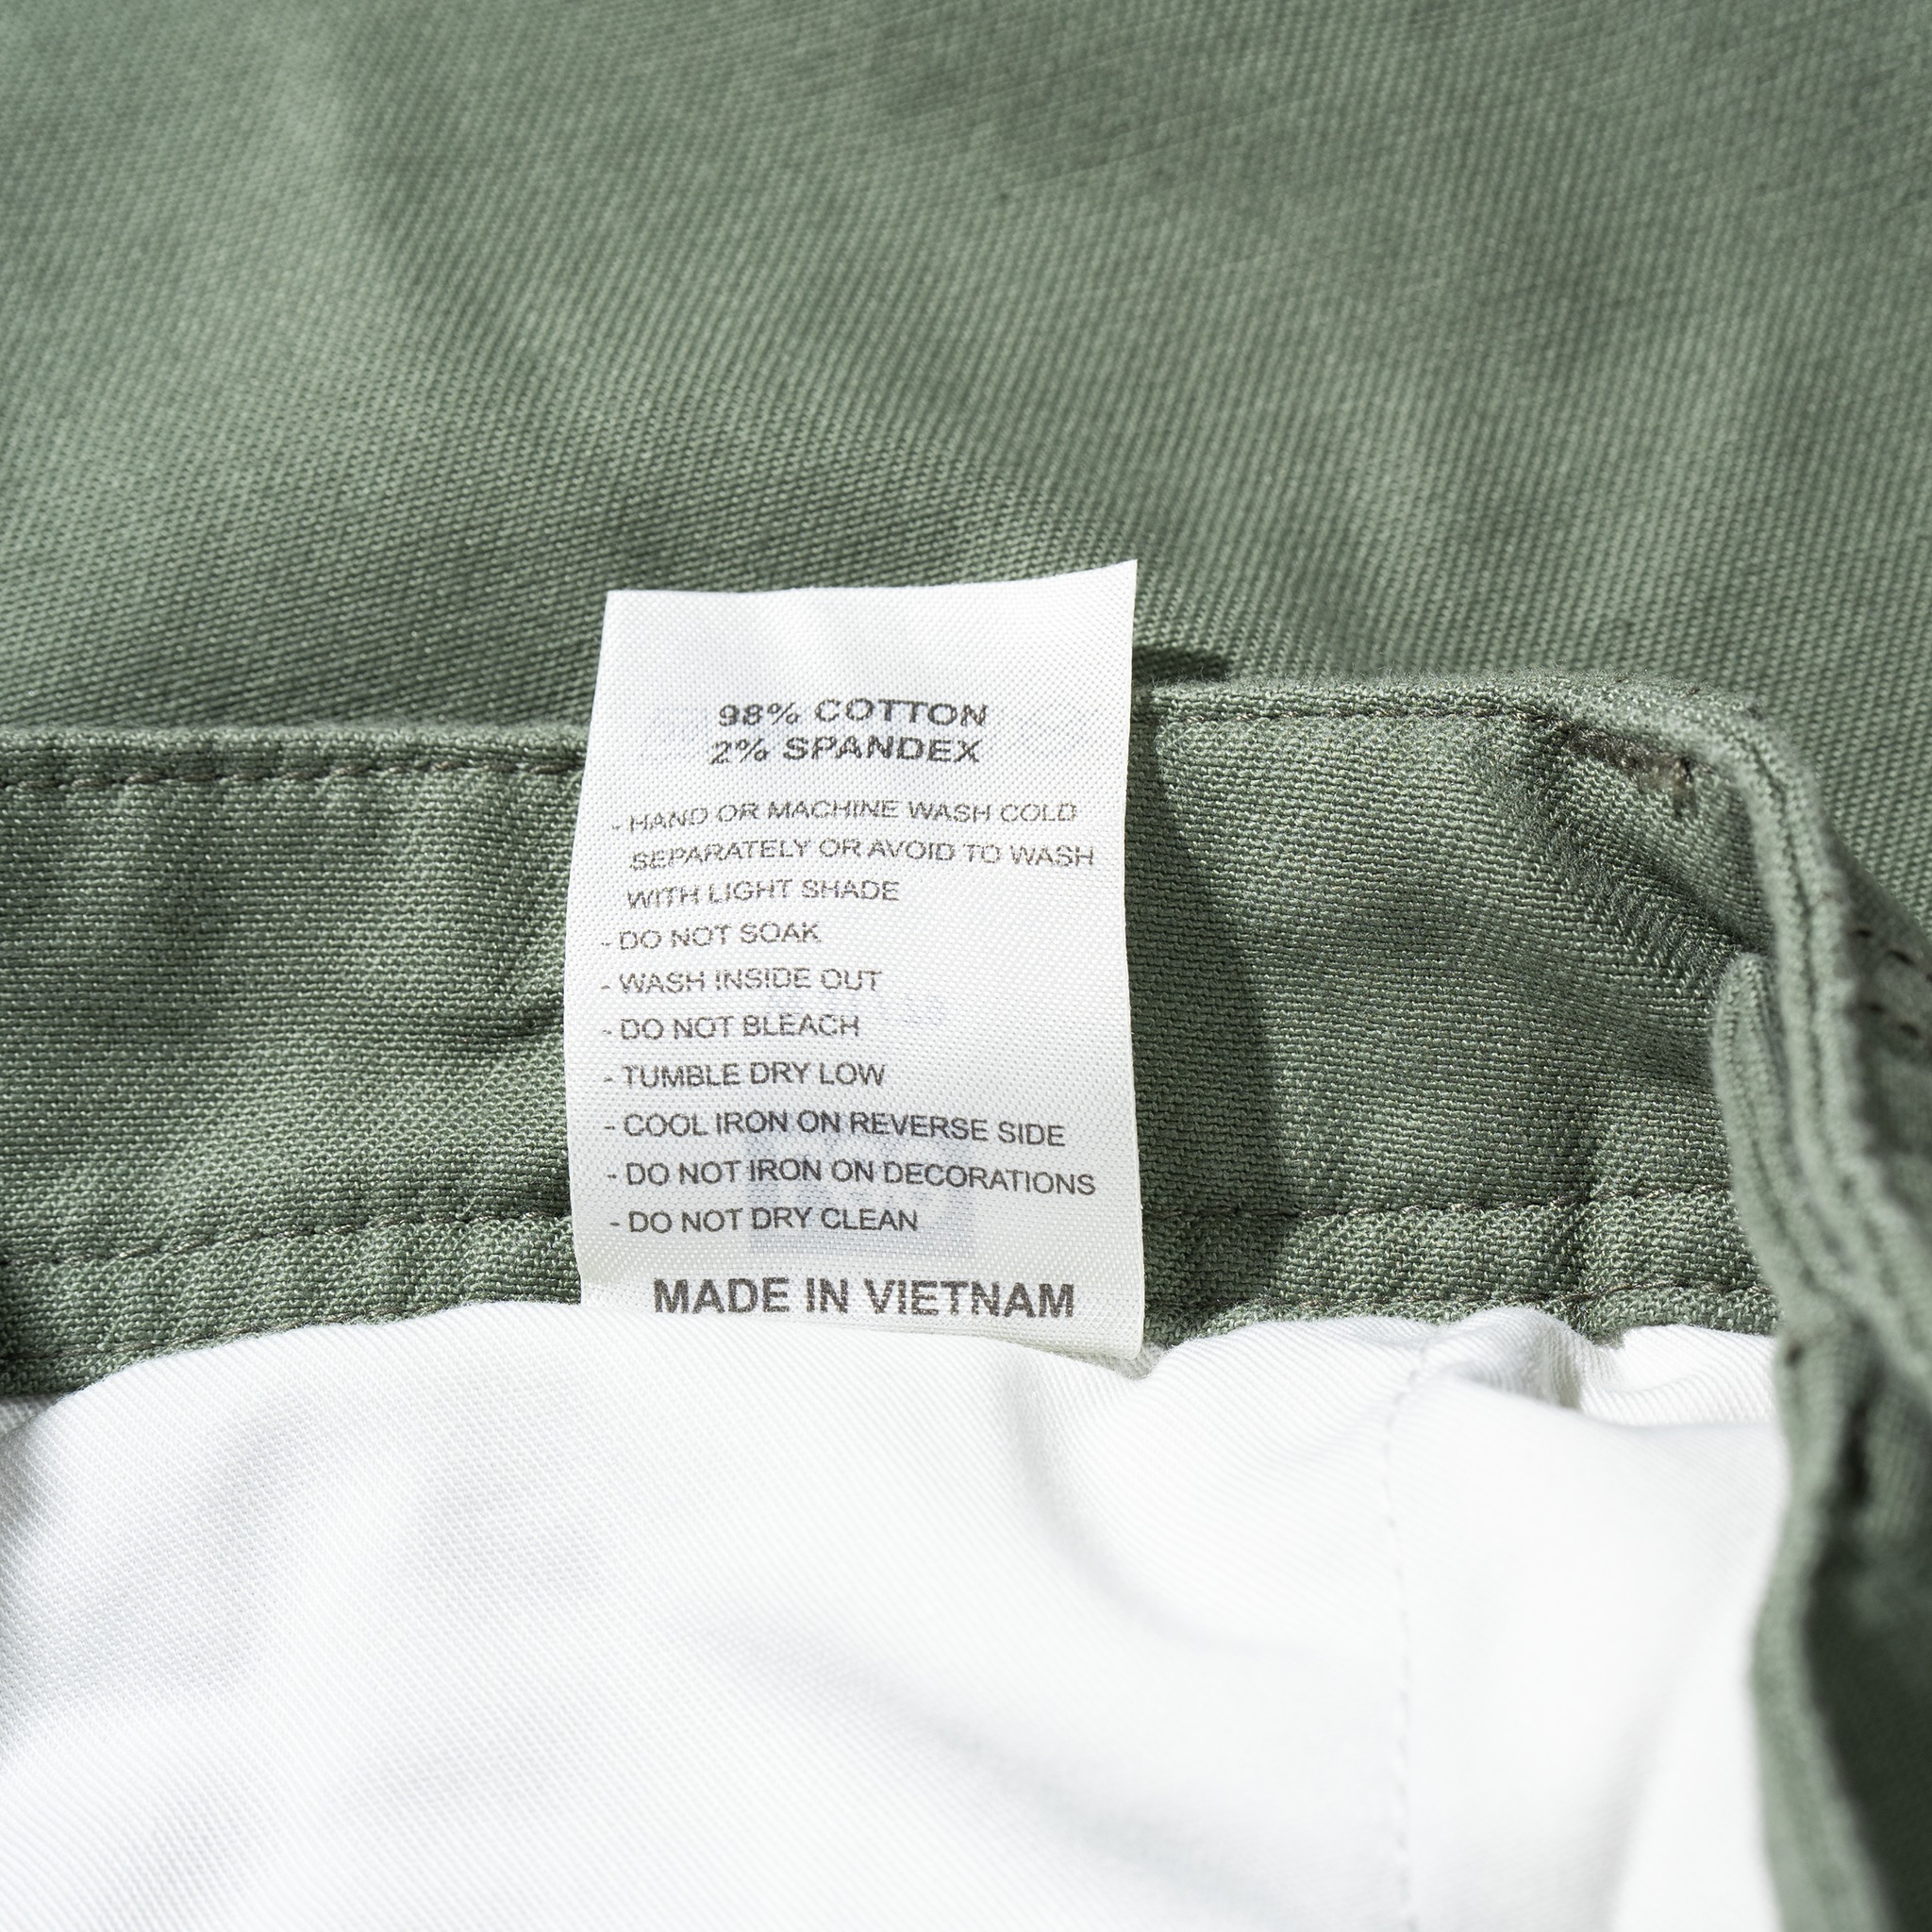 98% COTTON
2% SPANDEX
- HAND OR MACHINE WASH COLD
SEPARATELY OR AVOID TO WASH
WITH LIGHT SHADE
- DO NOT SOAK
- WASH INSIDE OUT
- DO NOT BLEACH
- TUMBLE DRY LOW
- COOL IRON ON REVERSE SIDE
- DO NOT IRON ON DECORATIONS
- DO NOT DRY CLEAN
MADE IN VIETNAM